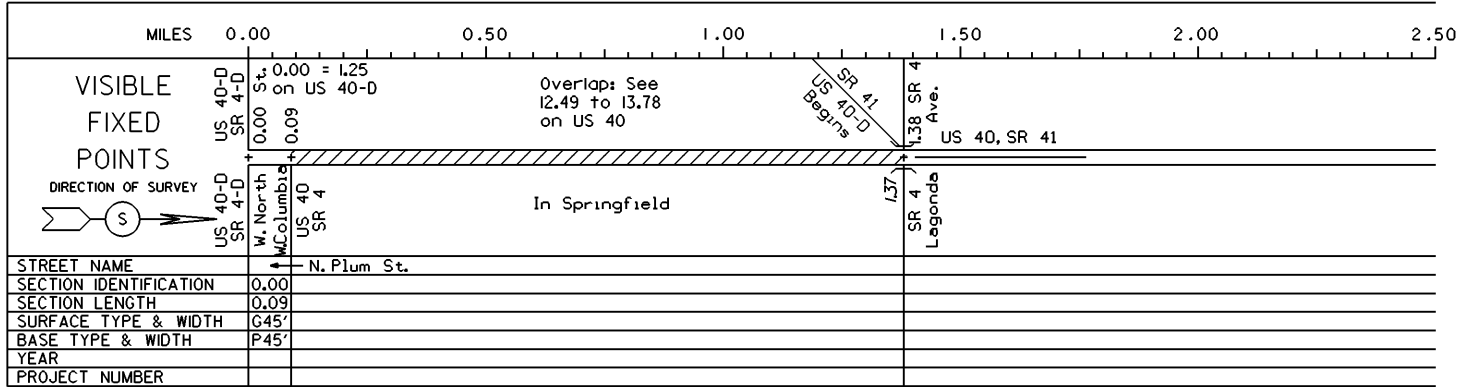 MILES 0.00 0.50 1.00 1.50 2.00 2.50
VISIBLE
FIXED
POINTS
DIRECTION OF SURVEY
S
US 40-D
SR 4-D
St.
0.00
0.00 = 1.25
on US 40-D
0.09
Overlap: See
12.49 to 13.78
on US 40
SR 41
US 40-D
Begins
1.38 SR 4
Ave.
US 40, SR 41
US 40-D
SR 4-D
W. North
W.Columbia
US 40
SR 4
In Springfield
1.37
SR 4
Lagonda
STREET NAME N. Plum St.
SECTION IDENTIFICATION 0.00
SECTION LENGTH 0.09
SURFACE TYPE & WIDTH G45'
BASE TYPE & WIDTH P45'
YEAR
PROJECT NUMBER